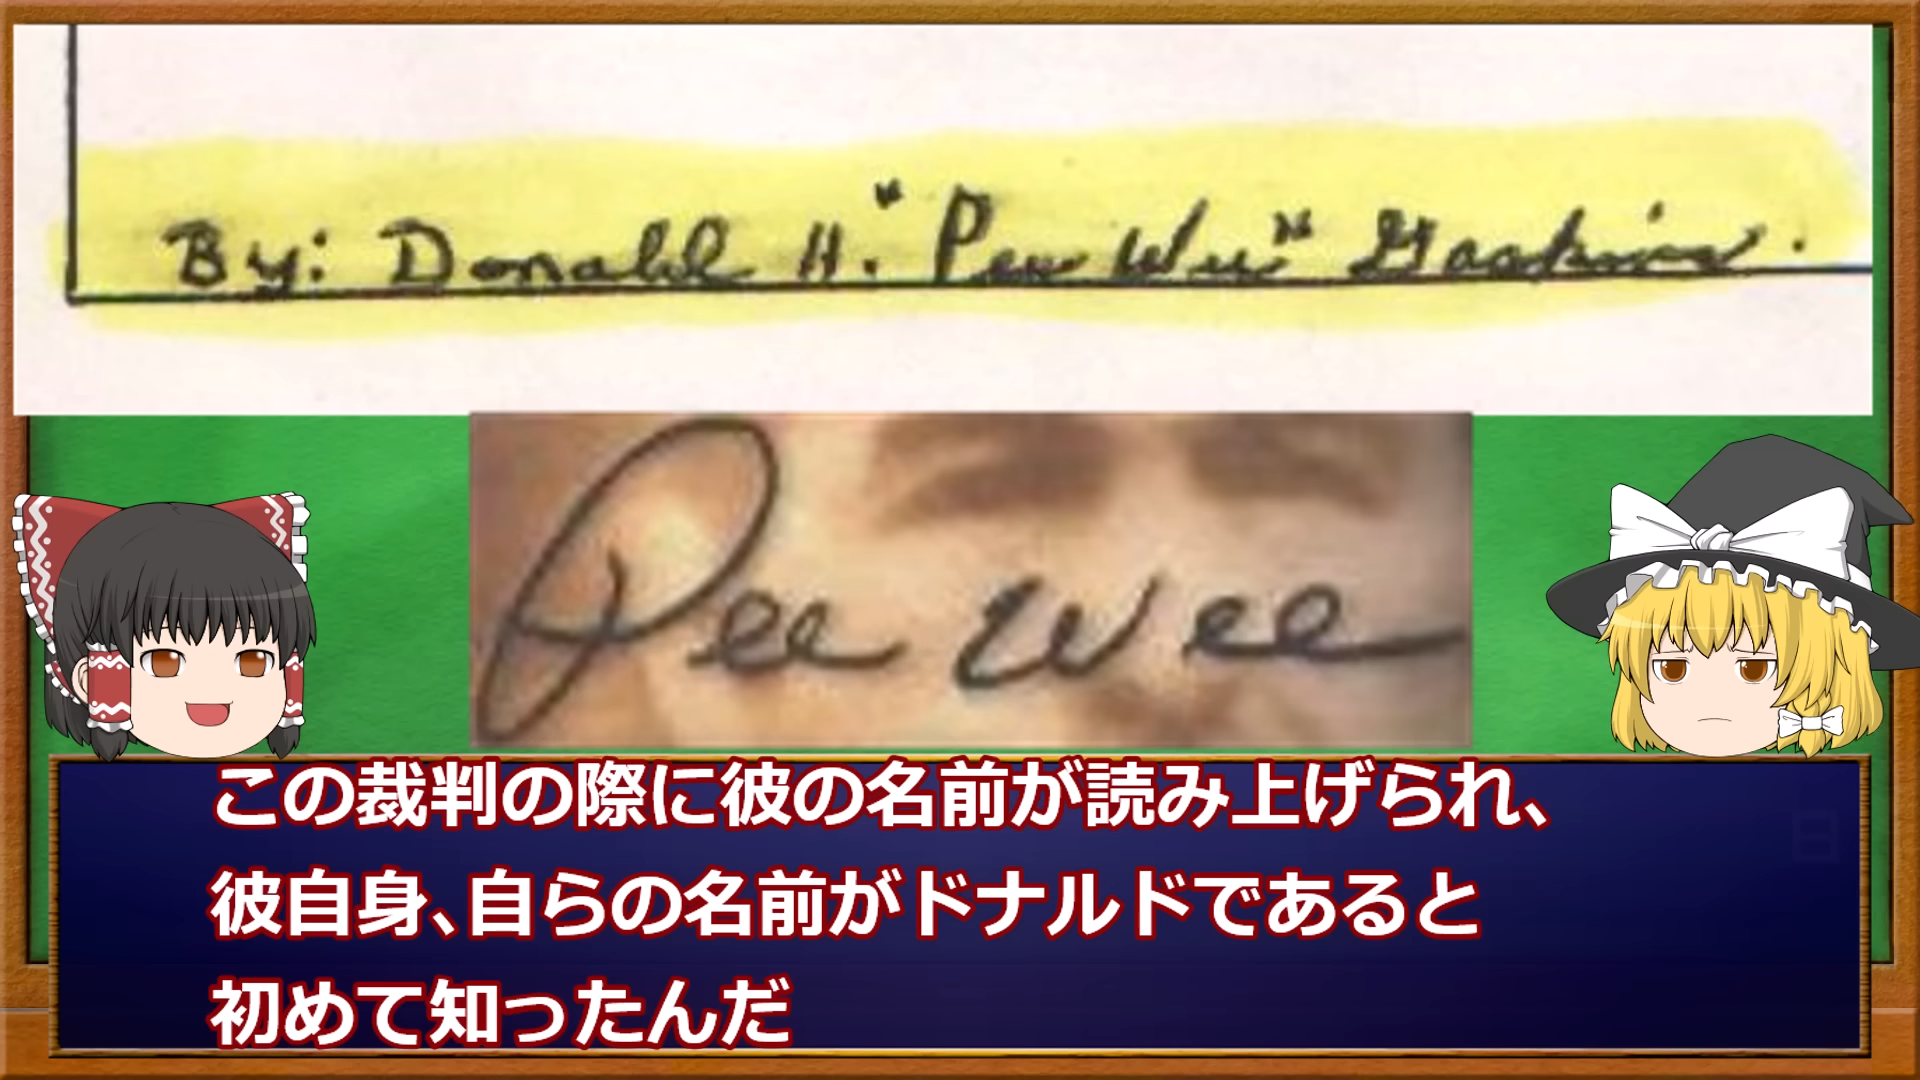 By: Donald H. "Pee Wee" Gaskins.
Pee Wee
この裁判の際に彼の名前が読み上げられ、
彼自身、自らの名前がドナルドであると
初めて知ったんだ